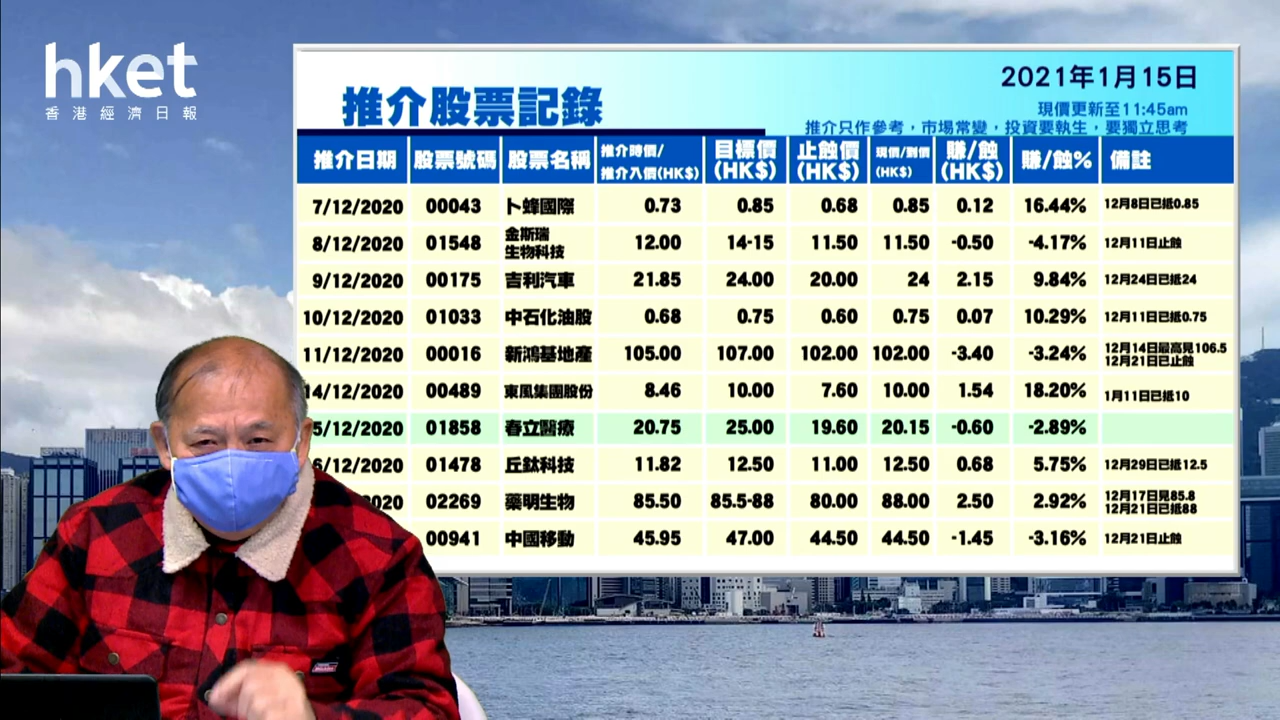 hket
香港經濟日報
2021年1月15日
推介股票記錄
現價更新至11:45am
推介只作參考，市場常變，投資要執生，要獨立思考
推介日期 股票號碼 股票名稱 推介時價/推介入價(HK$) 目標價(HK$) 止蝕價(HK$) 現價/到價(HK$) 賺/蝕(HK$) 賺/蝕% 備註
7/12/2020 00043 卜蜂國際 0.73 0.85 0.68 0.85 0.12 16.44% 12月8日已抵0.85
8/12/2020 01548 金斯瑞生物科技 12.00 14-15 11.50 11.50 -0.50 -4.17% 12月11日止蝕
9/12/2020 00175 吉利汽車 21.85 24.00 20.00 24 2.15 9.84% 12月24日已抵24
10/12/2020 01033 中石化油股 0.68 0.75 0.60 0.75 0.07 10.29% 12月11日已抵0.75
11/12/2020 00016 新鴻基地產 105.00 107.00 102.00 102.00 -3.40 -3.24% 12月14日最高見106.5 12月21日已止蝕
14/12/2020 00489 東風集團股份 8.46 10.00 7.60 10.00 1.54 18.20% 1月11日已抵10
5/12/2020 01858 春立醫療 20.75 25.00 19.60 20.15 -0.60 -2.89%
6/12/2020 01478 丘鈦科技 11.82 12.50 11.00 12.50 0.68 5.75% 12月29日已抵12.5
020 02269 藥明生物 85.50 85.5-88 80.00 88.00 2.50 2.92% 12月17日見85.8 12月21日已抵88
00941 中國移動 45.95 47.00 44.50 44.50 -1.45 -3.16% 12月21日止蝕